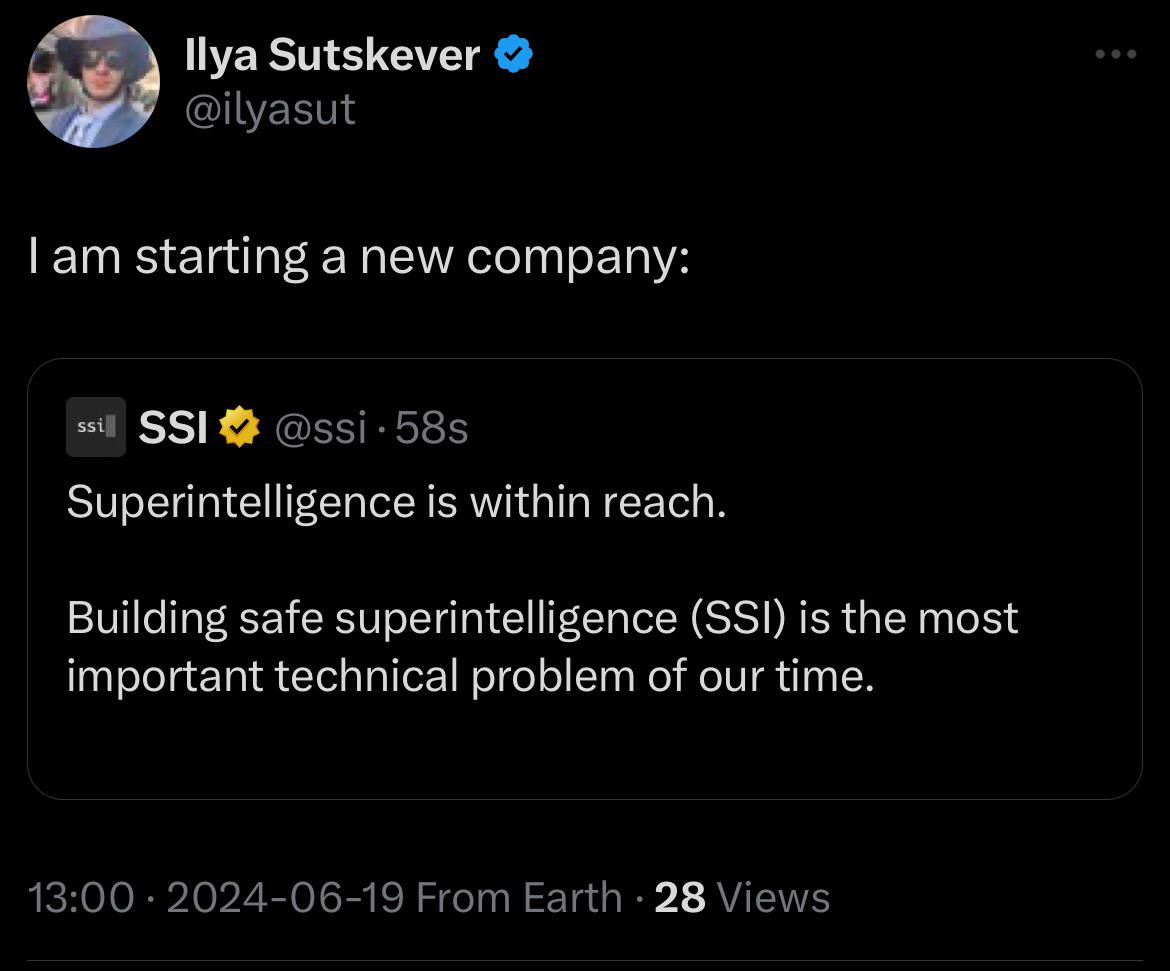 Ilya Sutskever
@ilyasut
I am starting a new company:
ssi
SSI @ssi · 58s
Superintelligence is within reach.
Building safe superintelligence (SSI) is the most
important technical problem of our time.
13:00 · 2024-06-19 From Earth · 28 Views